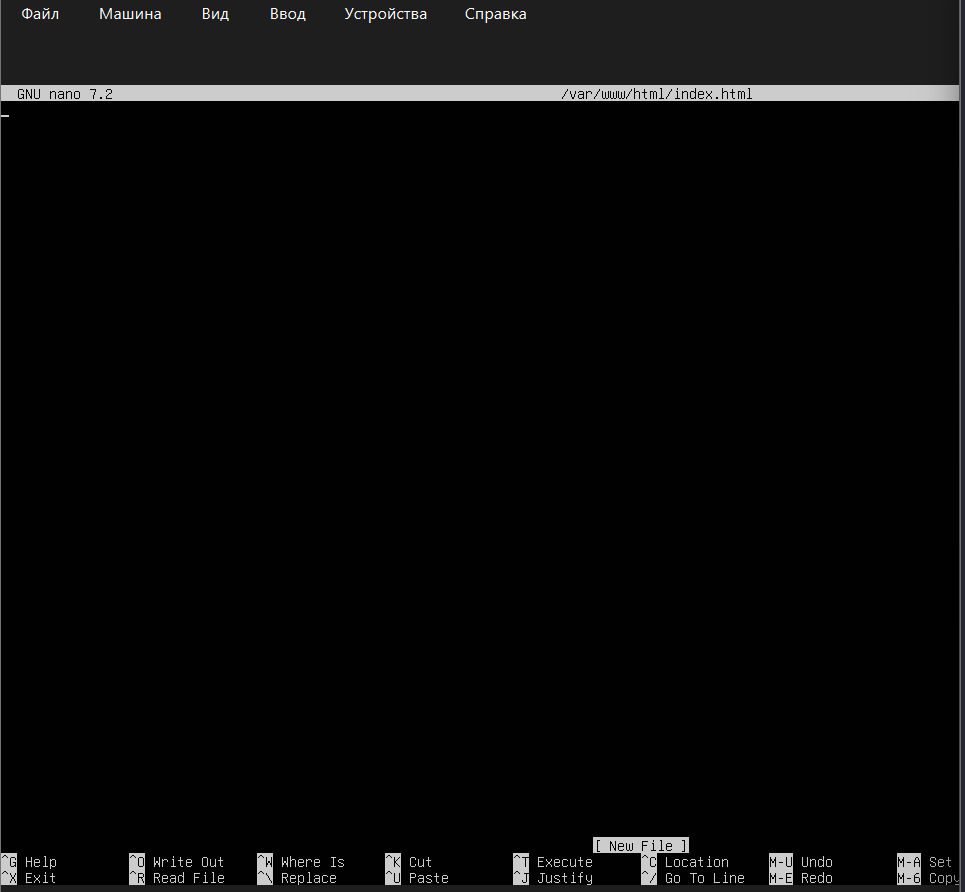 Файл Машина Вид Ввод Устройства Справка
GNU nano 7.2 /var/www/html/index.html
[ New File ]
^G Help ^O Write Out ^W Where Is ^K Cut ^T Execute ^C Location M-U Undo M-A Set
^X Exit ^R Read File ^\ Replace ^U Paste ^J Justify ^/ Go To Line M-E Redo M-6 Copy